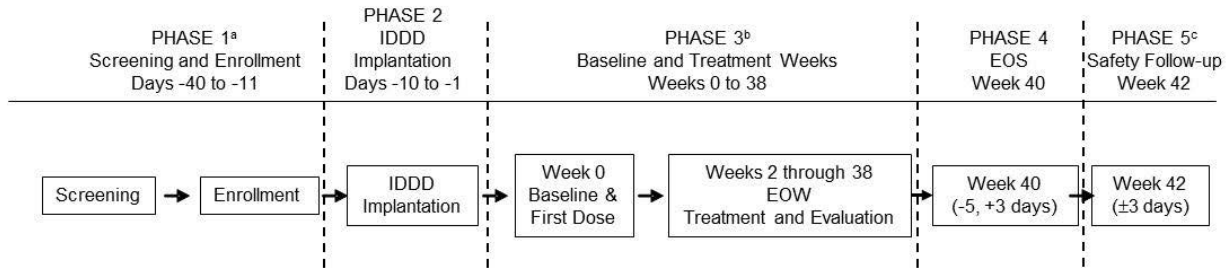 PHASE 1ᵃ
Screening and Enrollment
Days -40 to -11
PHASE 2
IDDD
Implantation
Days -10 to -1
PHASE 3ᵇ
Baseline and Treatment Weeks
Weeks 0 to 38
PHASE 4
EOS
Week 40
PHASE 5ᶜ
Safety Follow-up
Week 42
Screening
Enrollment
IDDD
Implantation
Week 0
Baseline &
First Dose
Weeks 2 through 38
EOW
Treatment and Evaluation
Week 40
(-5, +3 days)
Week 42
(±3 days)